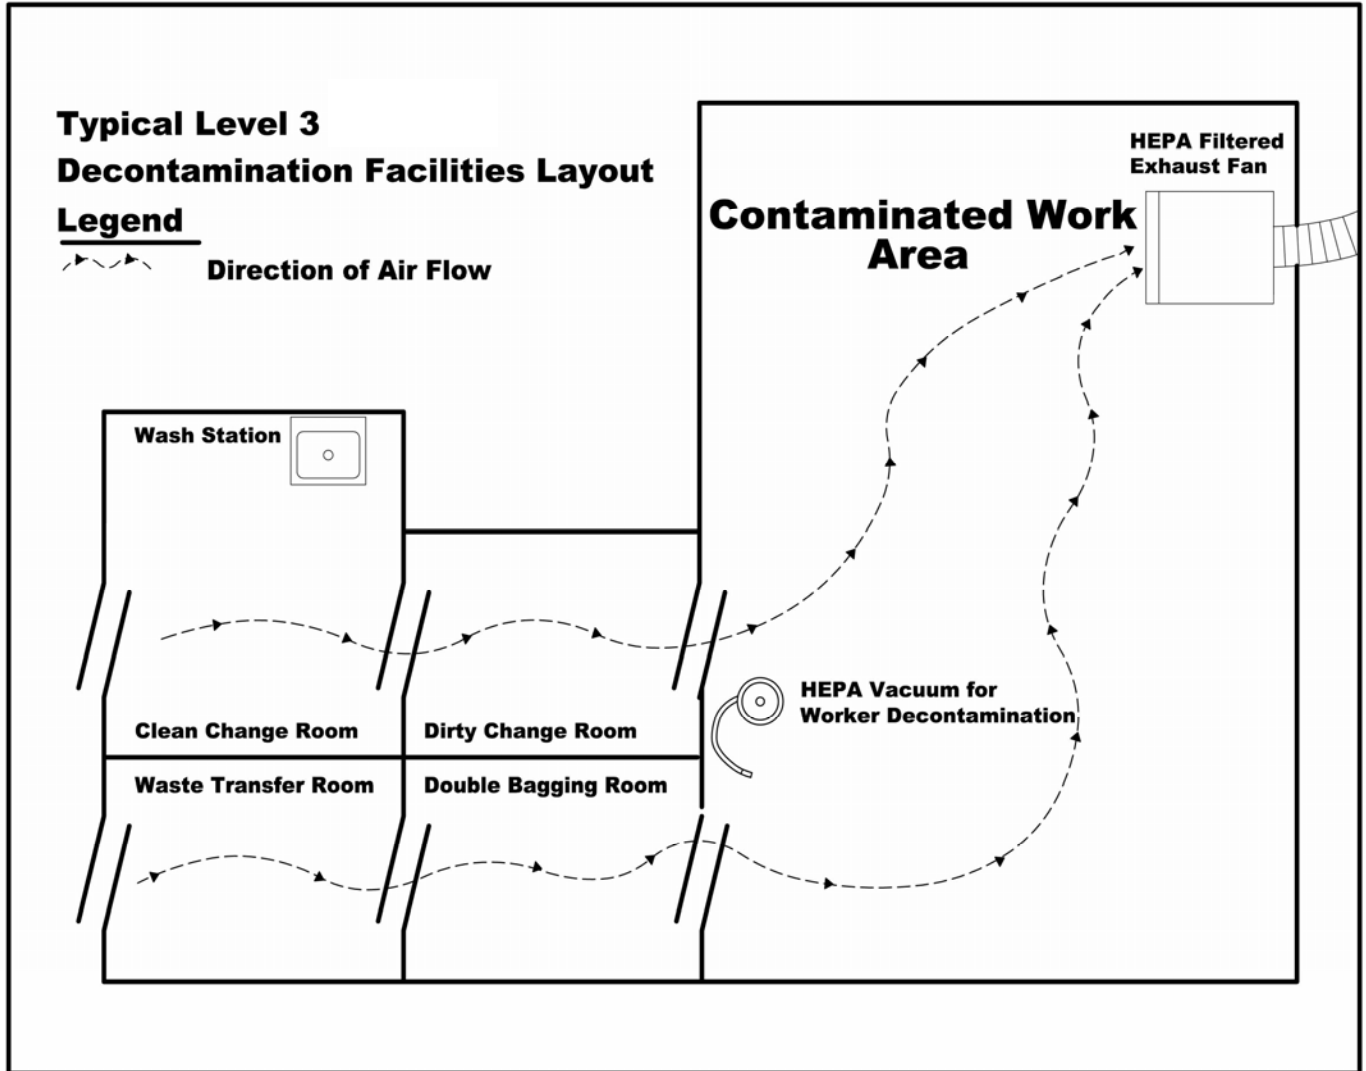 Typical Level 3
Decontamination Facilities Layout
Legend
Direction of Air Flow
HEPA Filtered
Exhaust Fan
Contaminated Work
Area
Wash Station
HEPA Vacuum for
Worker Decontamination
Clean Change Room
Dirty Change Room
Waste Transfer Room
Double Bagging Room